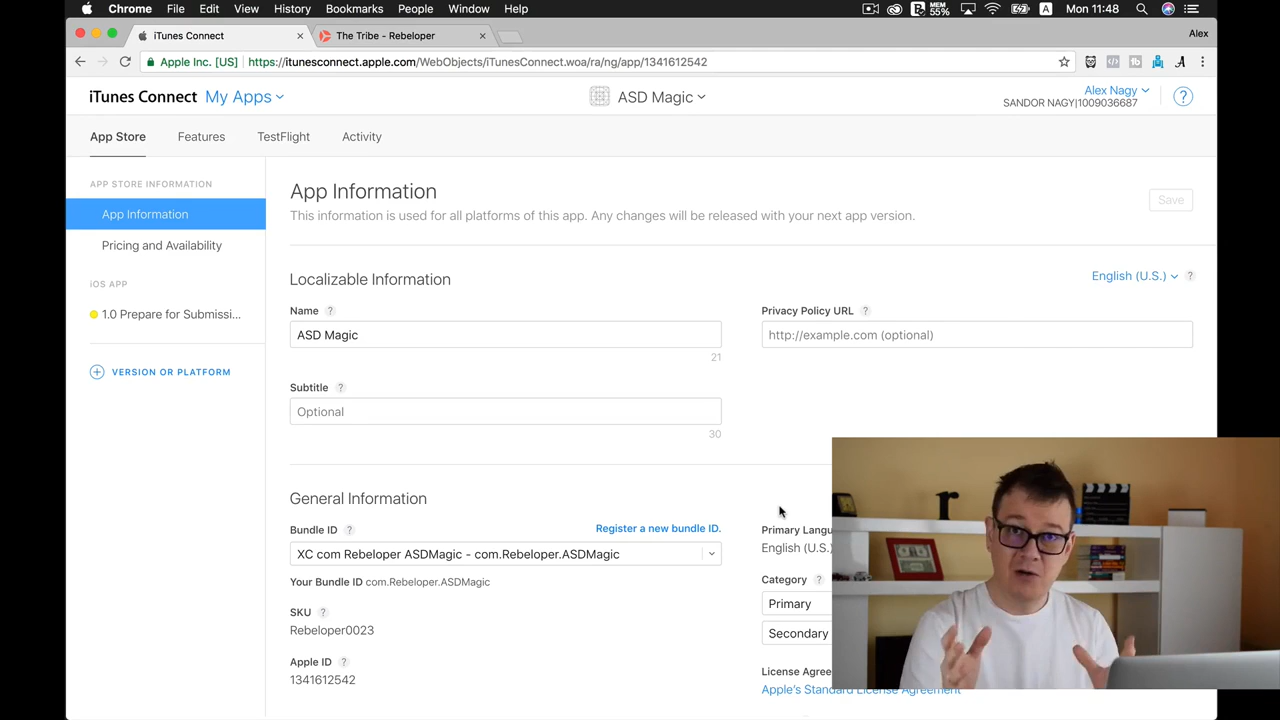 Chrome File Edit View History Bookmarks People Window Help MEM 55% A Mon 11:48
iTunes Connect The Tribe - Rebeloper Alex
Apple Inc. [US] https://itunesconnect.apple.com/WebObjects/iTunesConnect.woa/ra/ng/app/1341612542
iTunes Connect My Apps ASD Magic Alex Nagy ?
SANDOR NAGY|1009036687
App Store Features TestFlight Activity
APP STORE INFORMATION
App Information
Pricing and Availability
iOS APP
1.0 Prepare for Submissi...
+ VERSION OR PLATFORM
App Information
This information is used for all platforms of this app. Any changes will be released with your next app version.
Save
Localizable Information
English (U.S.) ?
Name ?
ASD Magic
21
Privacy Policy URL ?
http://example.com (optional)
Subtitle ?
Optional
30
General Information
Bundle ID ? Register a new bundle ID.
XC com Rebeloper ASDMagic - com.Rebeloper.ASDMagic
Your Bundle ID com.Rebeloper.ASDMagic
SKU ?
Rebeloper0023
Apple ID ?
1341612542
Primary Langu
English (U.S.)
Category ?
Primary
Secondary
License Agree
Apple's Standard License Agreement